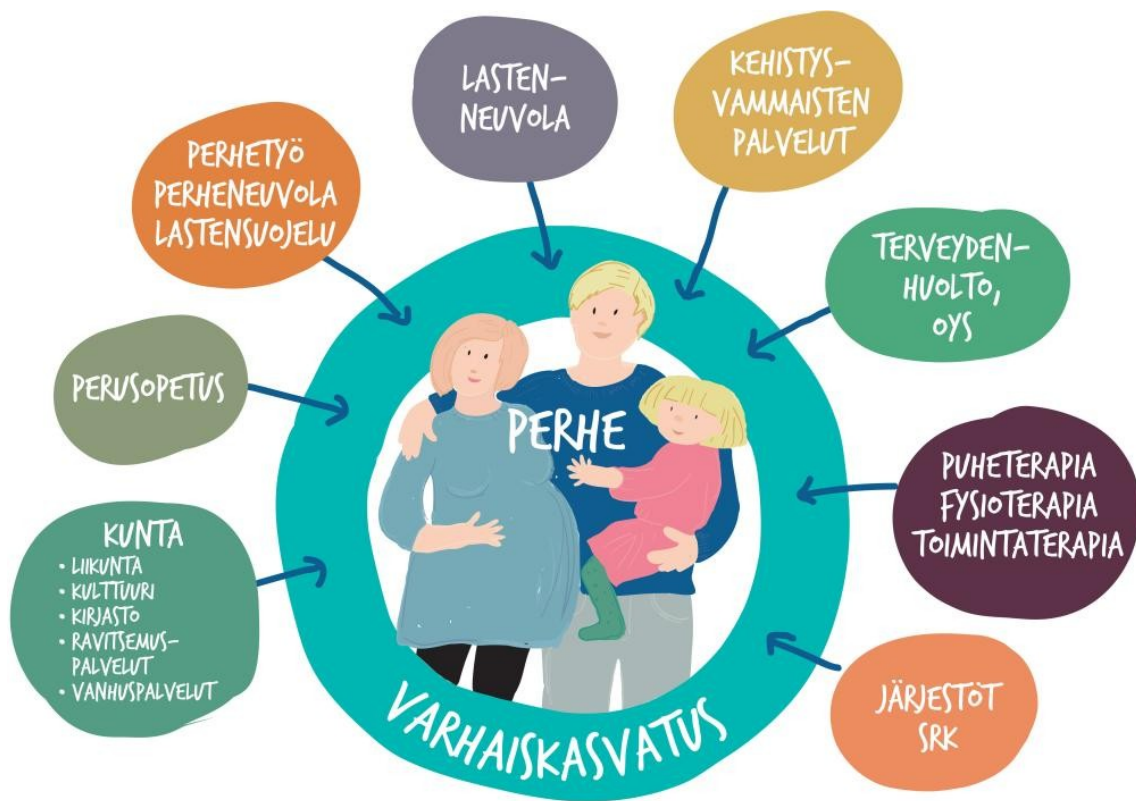 LASTEN-
NEUVOLA
KEHISTYS-
VAMMAISTEN
PALVELUT
PERHETYÖ
PERHENEUVOLA
LASTENSUOJELU
TERVEYDEN-
HUOLTO,
OYS
PERUSOPETUS
PERHE
PUHETERAPIA
FYSIOTERAPIA
TOIMINTATERAPIA
KUNTA
• LIIKUNTA
• KULTTUURI
• KIRJASTO
• RAVITSEMUS-
PALVELUT
• VANHUSPALVELUT
JÄRJESTÖT
SRK
VARHAISKASVATUS